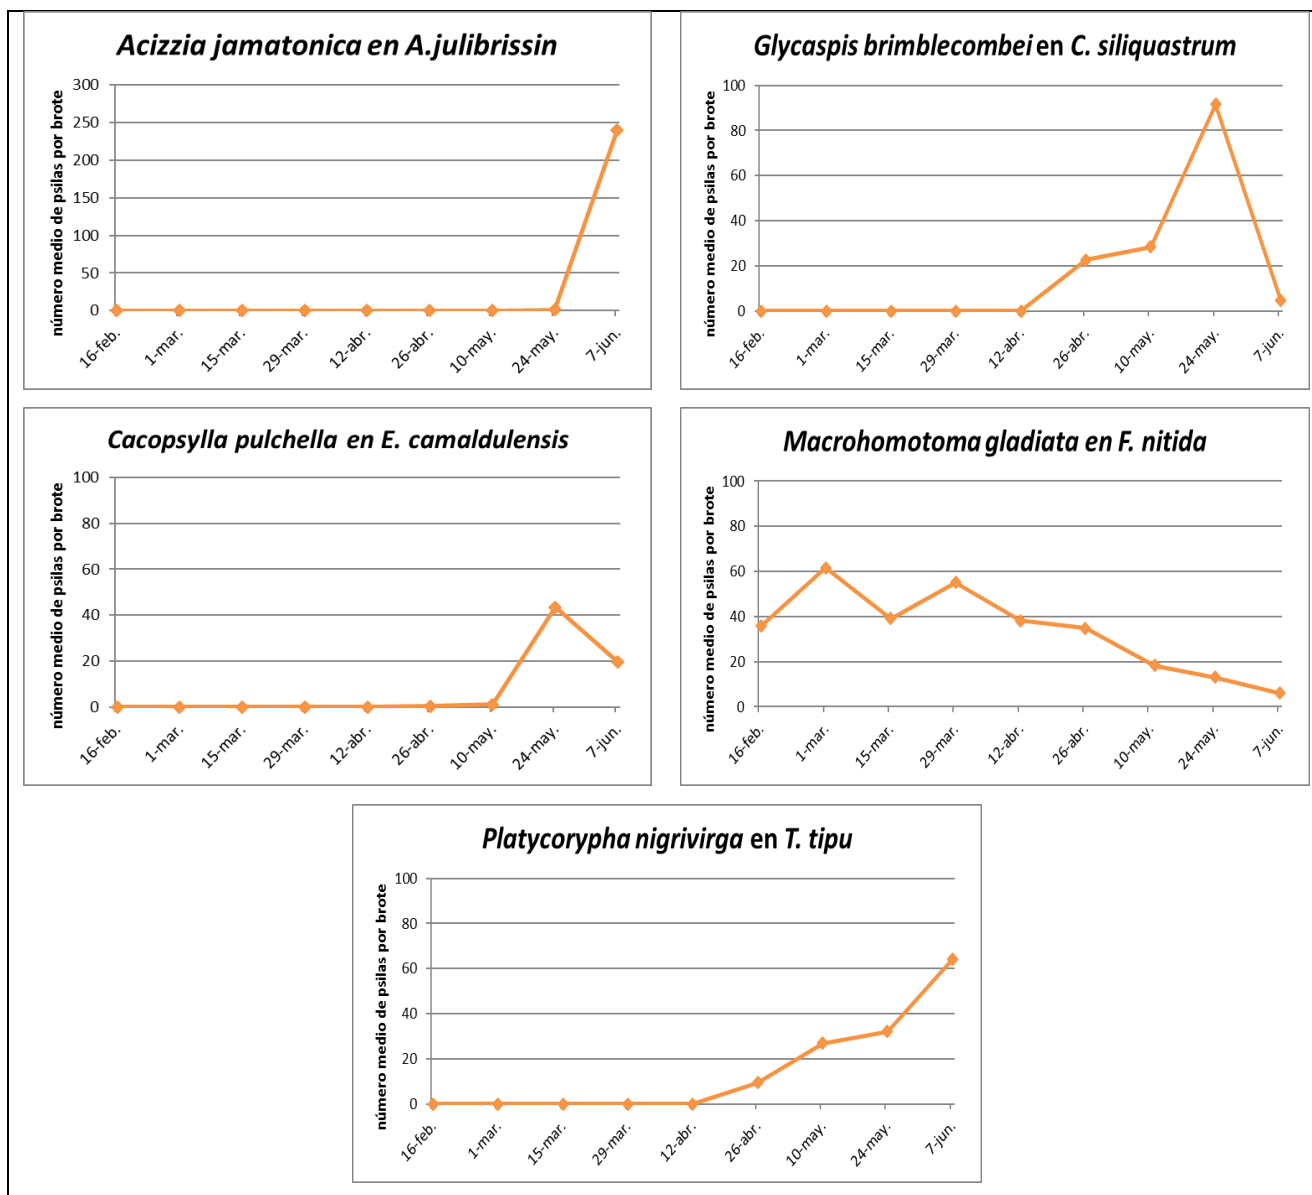 Acizzia jamatonica en A.julibrissin
número medio de psilas por brote
300
250
200
150
100
50
0
16-feb.
1-mar.
15-mar.
29-mar.
12-abr.
26-abr.
10-may.
24-may.
7-jun.
Glycaspis brimblecombei en C. siliquastrum
número medio de psilas por brote
100
80
60
40
20
0
16-feb.
1-mar.
15-mar.
29-mar.
12-abr.
26-abr.
10-may.
24-may.
7-jun.
Cacopsylla pulchella en E. camaldulensis
número medio de psilas por brote
100
80
60
40
20
0
16-feb.
1-mar.
15-mar.
29-mar.
12-abr.
26-abr.
10-may.
24-may.
7-jun.
Macrohomotoma gladiata en F. nitida
número medio de psilas por brote
100
80
60
40
20
0
16-feb.
1-mar.
15-mar.
29-mar.
12-abr.
26-abr.
10-may.
24-may.
7-jun.
Platycorypha nigrivirga en T. tipu
número medio de psilas por brote
100
80
60
40
20
0
16-feb.
1-mar.
15-mar.
29-mar.
12-abr.
26-abr.
10-may.
24-may.
7-jun.